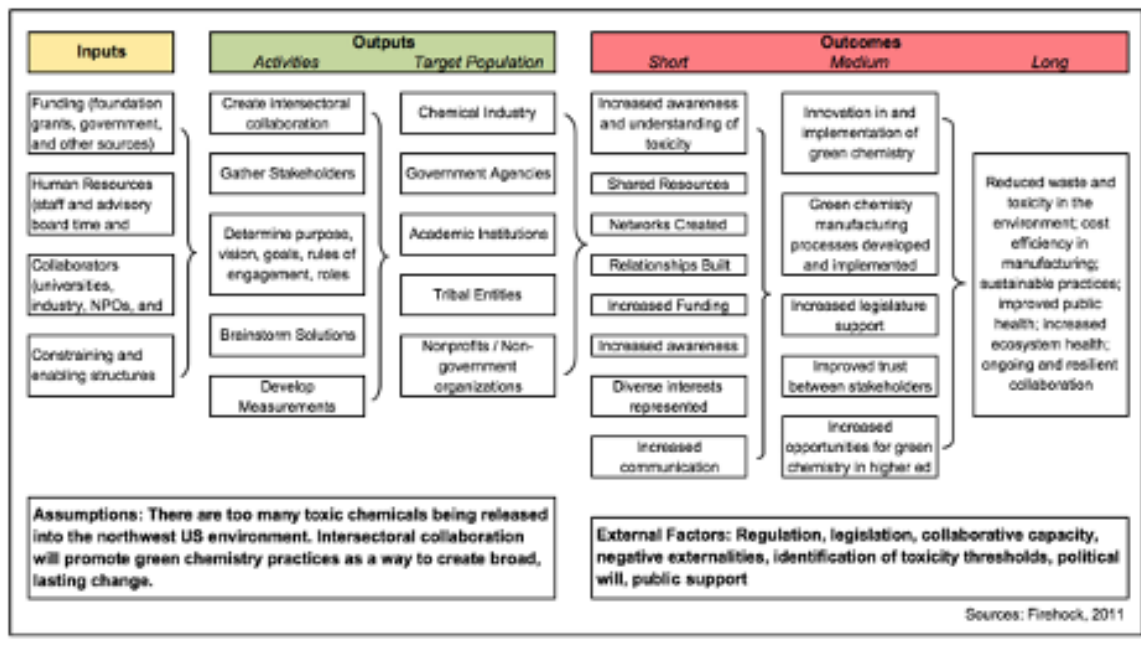 Inputs
Outputs
Activities
Target Population
Outcomes
Short
Medium
Long
Funding (foundation
grants, government,
and other sources)
Human Resources
(staff and advisory
board time and
Collaborators
(universities,
industry, NPOs, and
Constraining and
enabling structures
Create intersectoral
collaboration
Gather Stakeholders
Determine purpose,
vision, goals, rules of
engagement, roles
Brainstorm Solutions
Develop
Measurements
Chemical Industry
Government Agencies
Academic Institutions
Tribal Entities
Nonprofits / Non-
government
organizations
Increased awareness
and understanding of
toxicity
Shared Resources
Networks Created
Relationships Built
Increased Funding
Increased awareness
Diverse interests
represented
Increased
communication
Innovation in and
implementation of
green chemistry
Green chemisty
manufacturing
processes developed
and implemented
Increased legislature
support
Improved trust
between stakeholders
Increased
opportunities for green
chemistry in higher ed
Reduced waste and
toxicity in the
environment; cost
efficiency in
manufacturing;
sustainable practices;
improved public
health; increased
ecosystem health;
ongoing and resilient
collaboration
Assumptions: There are too many toxic chemicals being released
into the northwest US environment. Intersectoral collaboration
will promote green chemistry practices as a way to create broad,
lasting change.
External Factors: Regulation, legislation, collaborative capacity,
negative externalities, identification of toxicity thresholds, political
will, public support
Sources: Firehock, 2011